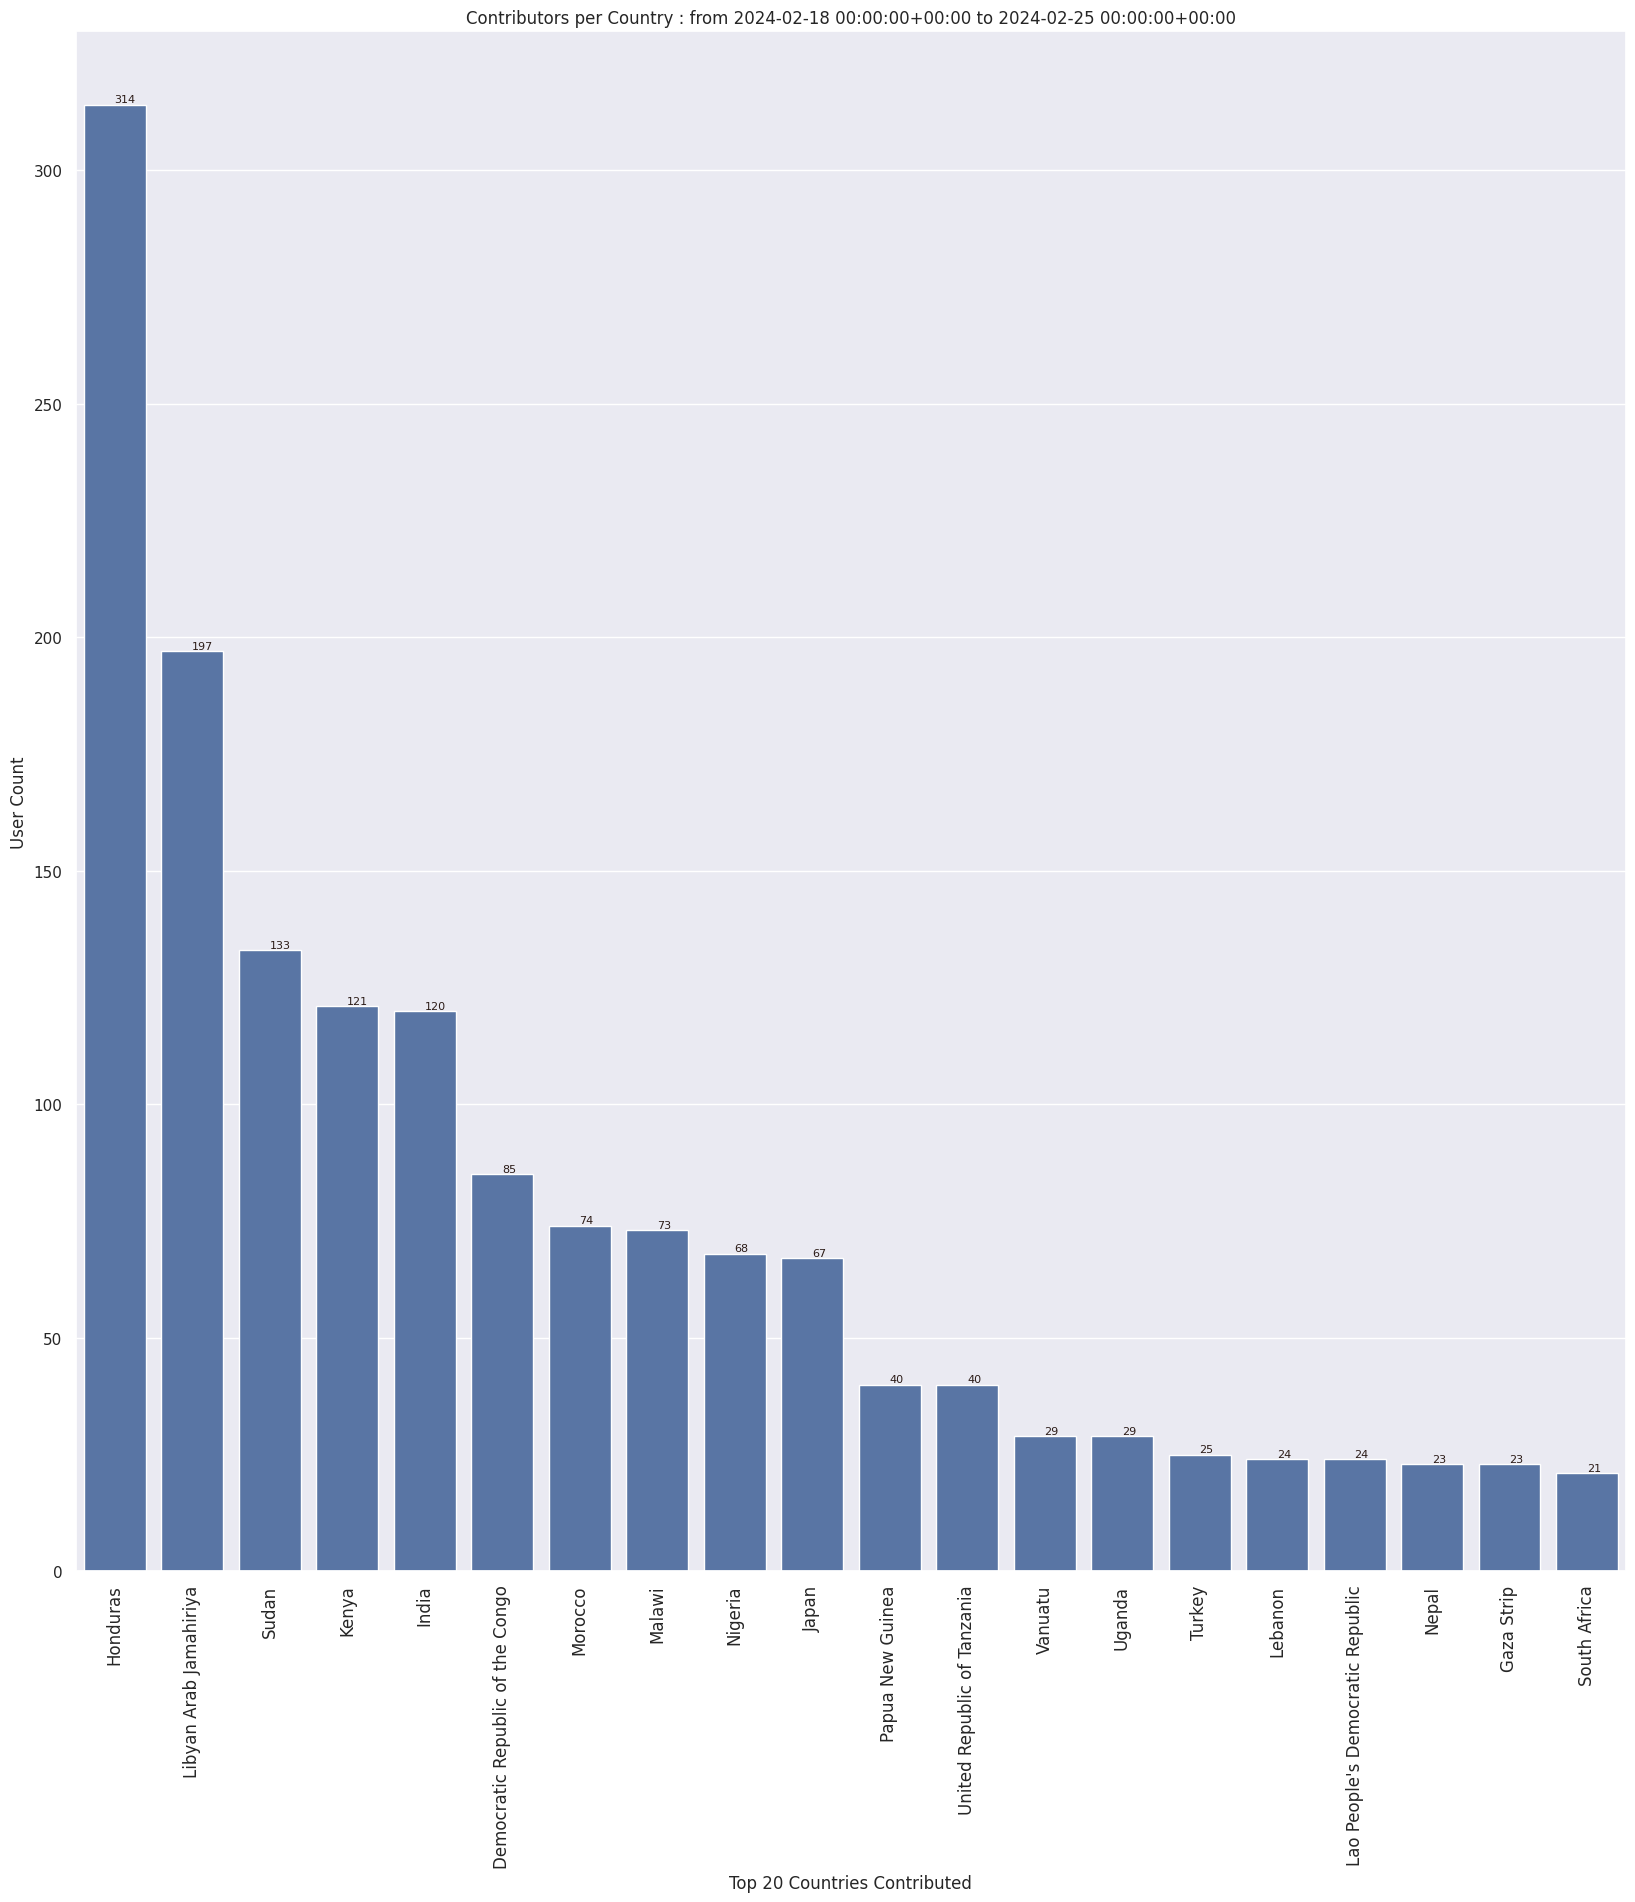 Contributors per Country : from 2024-02-18 00:00:00+00:00 to 2024-02-25 00:00:00+00:00
User Count
300
250
200
150
100
50
0
314
197
133
121
120
85
74
73
68
67
40
40
29
29
25
24
24
23
23
21
Honduras
Libyan Arab Jamahiriya
Sudan
Kenya
India
Democratic Republic of the Congo
Morocco
Malawi
Nigeria
Japan
Papua New Guinea
United Republic of Tanzania
Vanuatu
Uganda
Turkey
Lebanon
Lao People's Democratic Republic
Nepal
Gaza Strip
South Africa
Top 20 Countries Contributed